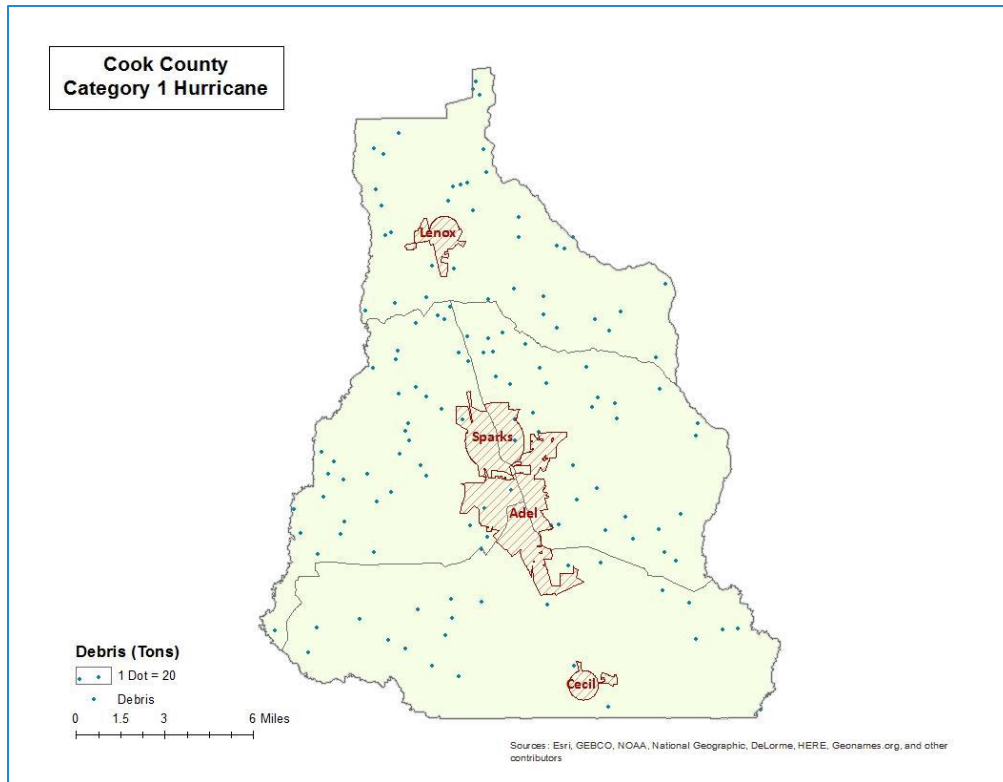 Cook County
Category 1 Hurricane
Lenox
Sparks
Adel
Cecil
Debris (Tons)
1 Dot = 20
Debris
0 1.5 3 6 Miles
Sources: Esri, GEBCO, NOAA, National Geographic, DeLorme, HERE, Geonames.org, and other
contributors